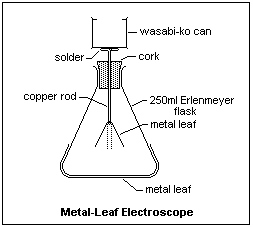 wasabi-ko can
solder
cork
copper rod
250ml Erlenmeyer
flask
metal leaf
metal leaf
Metal-Leaf Electroscope